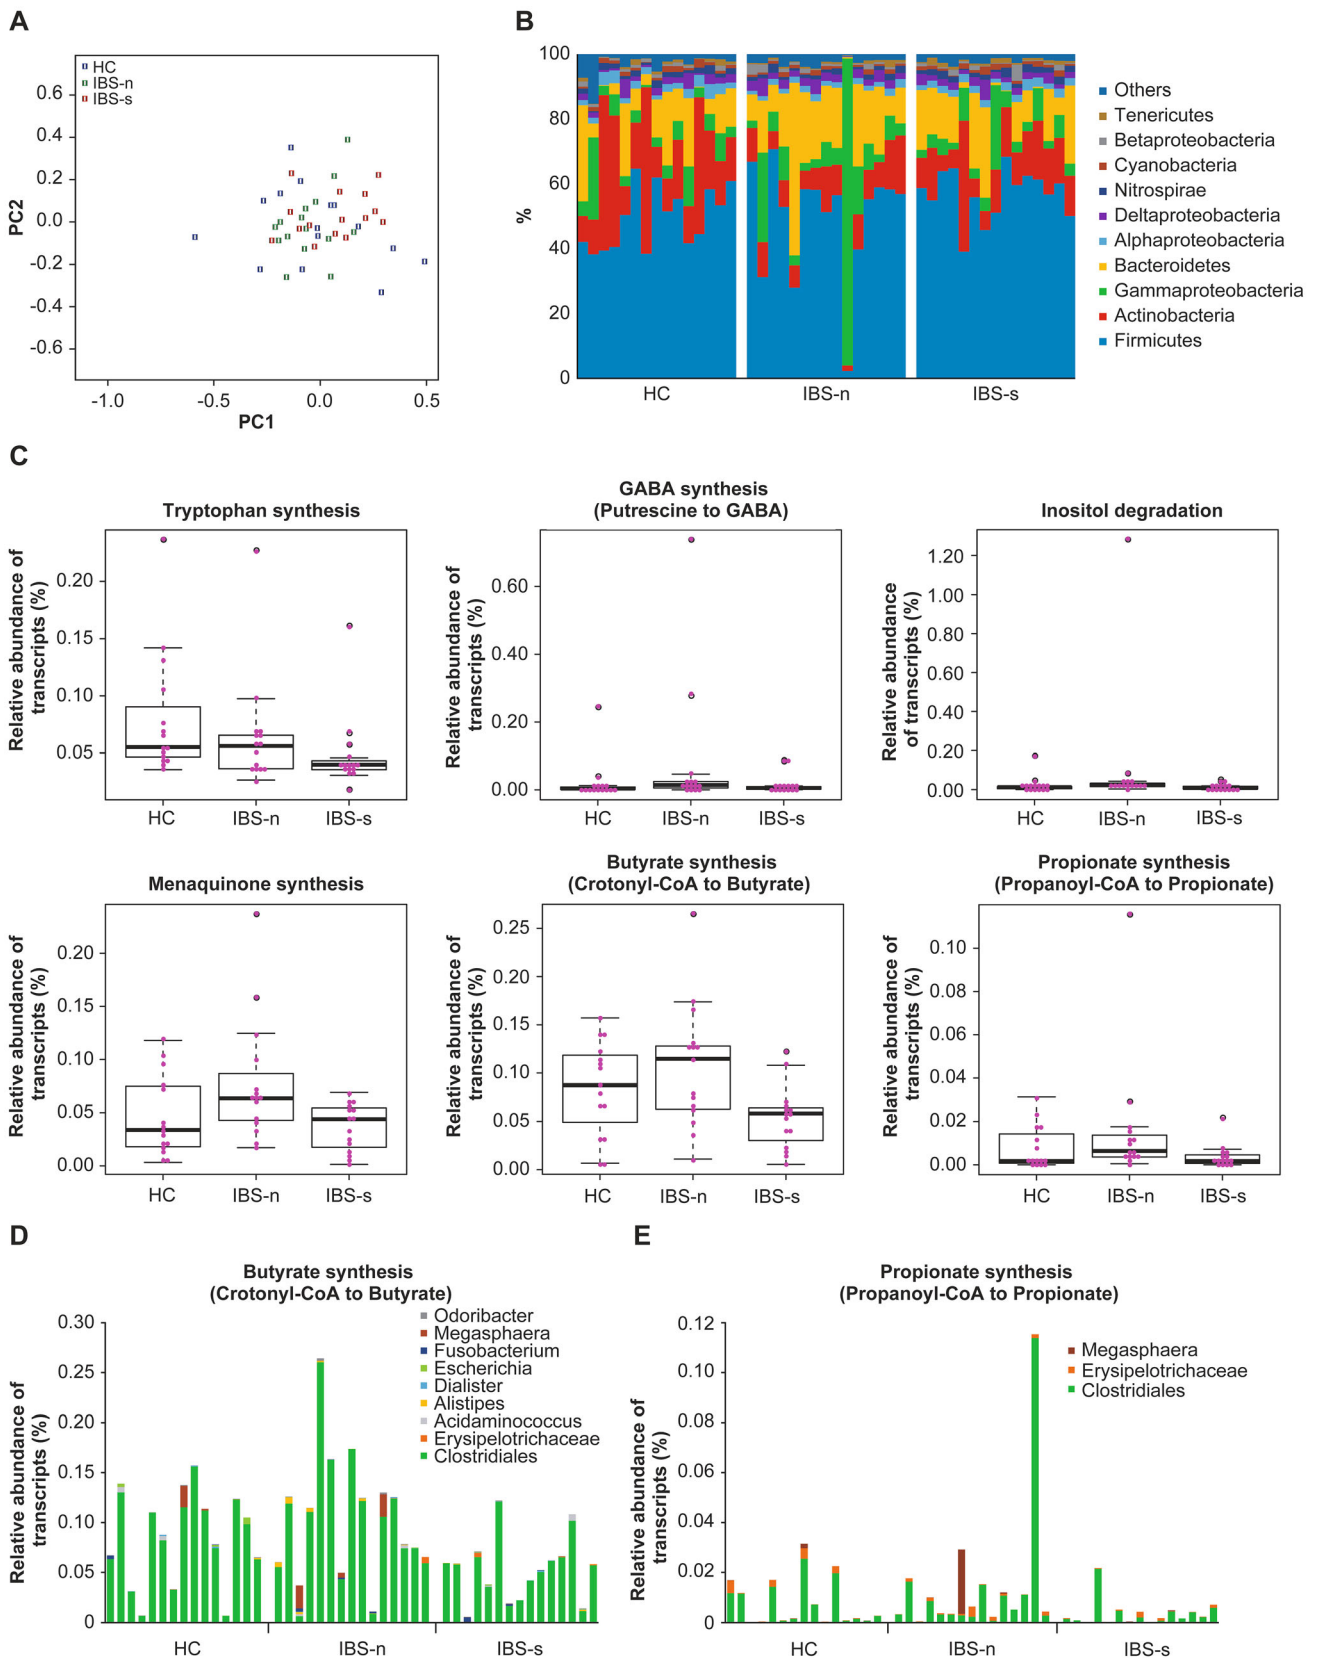 A
HC
IBS-n
IBS-s
0.6
0.4
0.2
0.0
-0.2
-0.4
-0.6
PC2
-1.0 -0.5 0.0 0.5
PC1
B
100
80
60
40
20
0
%
HC IBS-n IBS-s
Others
Tenericutes
Betaproteobacteria
Cyanobacteria
Nitrospirae
Deltaproteobacteria
Alphaproteobacteria
Bacteroidetes
Gammaproteobacteria
Actinobacteria
Firmicutes
C
Tryptophan synthesis
Relative abundance of
transcripts (%)
0.20
0.15
0.10
0.05
HC IBS-n IBS-s
GABA synthesis
(Putrescine to GABA)
Relative abundance of
transcripts (%)
0.60
0.40
0.20
0.00
HC IBS-n IBS-s
Inositol degradation
Relative abundance
of transcripts (%)
1.20
1.00
0.80
0.60
0.40
0.20
0.00
HC IBS-n IBS-s
Menaquinone synthesis
Relative abundance of
transcripts (%)
0.20
0.15
0.10
0.05
0.00
HC IBS-n IBS-s
Butyrate synthesis
(Crotonyl-CoA to Butyrate)
Relative abundance of
transcripts (%)
0.25
0.20
0.15
0.10
0.05
0.00
HC IBS-n IBS-s
Propionate synthesis
(Propanoyl-CoA to Propionate)
Relative abundance of
transcripts (%)
0.10
0.08
0.06
0.04
0.02
0.00
HC IBS-n IBS-s
D
Butyrate synthesis
(Crotonyl-CoA to Butyrate)
Relative abundance of
transcripts (%)
0.30
0.25
0.20
0.15
0.10
0.05
0
Odoribacter
Megasphaera
Fusobacterium
Escherichia
Dialister
Alistipes
Acidaminococcus
Erysipelotrichaceae
Clostridiales
HC IBS-n IBS-s
E
Propionate synthesis
(Propanoyl-CoA to Propionate)
Relative abundance of
transcripts (%)
0.12
0.10
0.08
0.06
0.04
0.02
0
Megasphaera
Erysipelotrichaceae
Clostridiales
HC IBS-n IBS-s